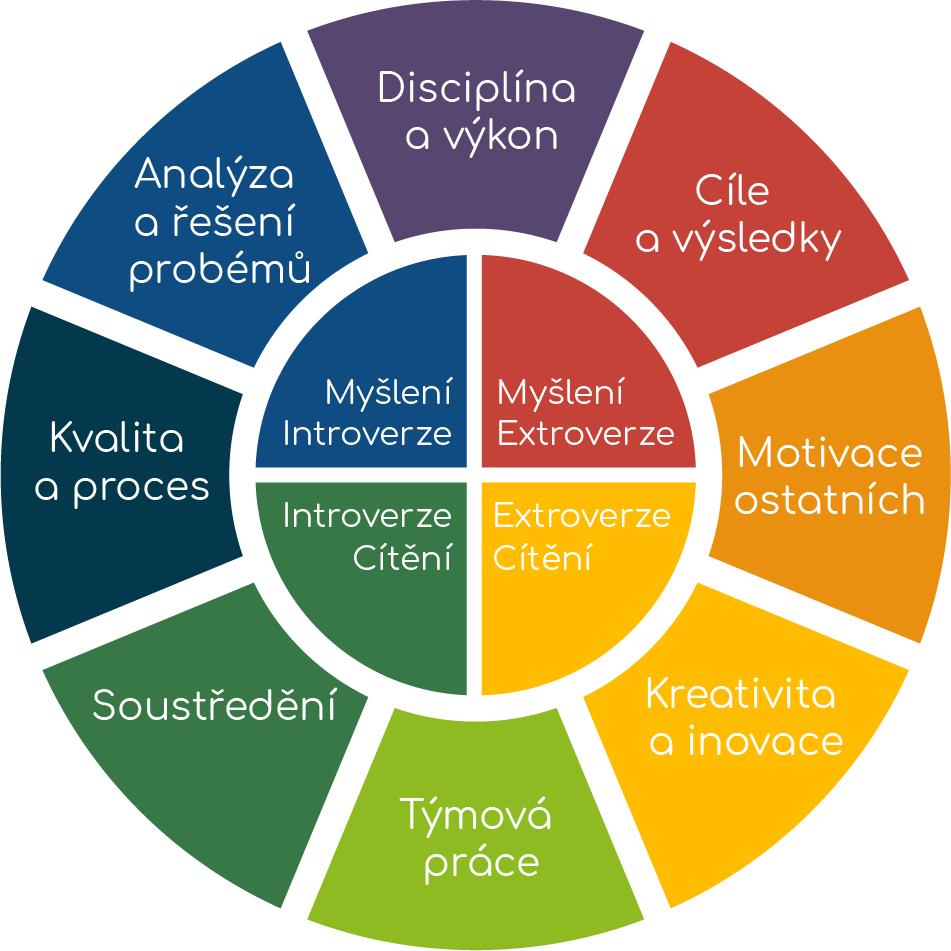 Disciplína
a výkon
Cíle
a výsledky
Motivace
ostatních
Kreativita
a inovace
Týmová
práce
Soustředění
Kvalita
a proces
Analýza
a řešení
probémů
Myšlení
Introverze
Myšlení
Extroverze
Introverze
Cítění
Extroverze
Cítění